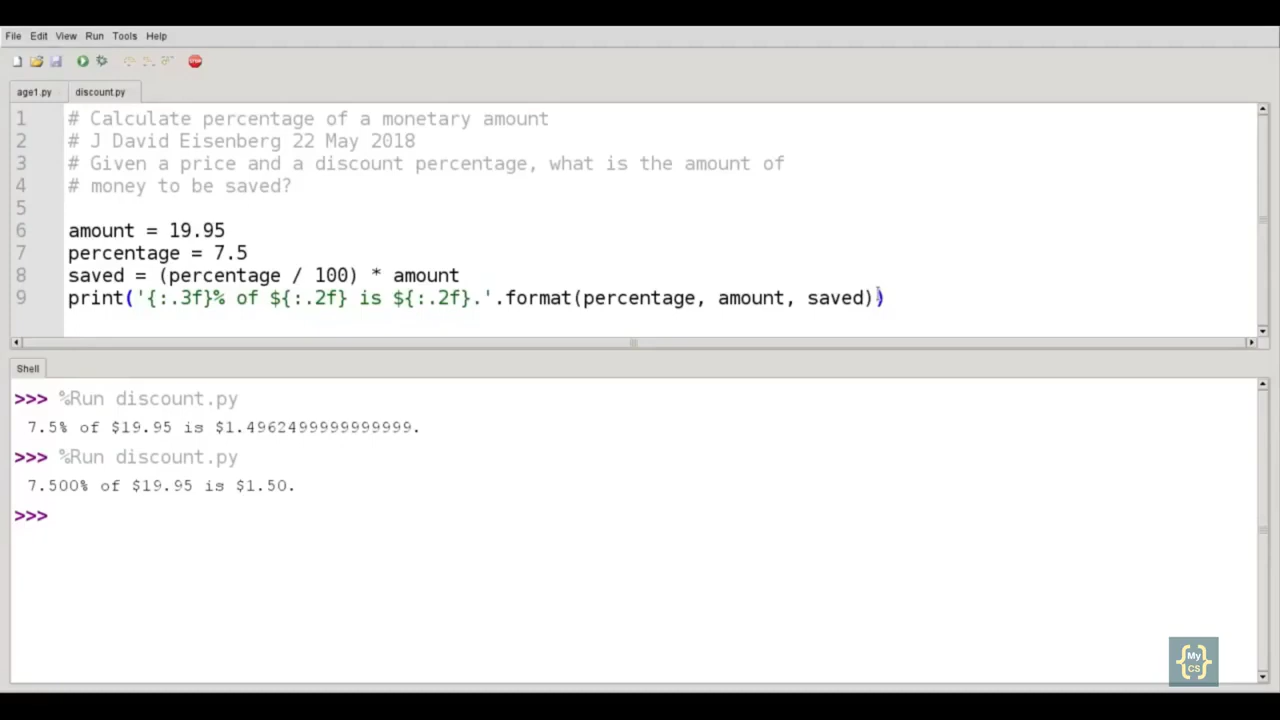 File Edit View Run Tools Help
STOP
age1.py discount.py
1 # Calculate percentage of a monetary amount
2 # J David Eisenberg 22 May 2018
3 # Given a price and a discount percentage, what is the amount of
4 # money to be saved?
5
6 amount = 19.95
7 percentage = 7.5
8 saved = (percentage / 100) * amount
9 print('{:.3f}% of ${:.2f} is ${:.2f}.'.format(percentage, amount, saved))
Shell
>>> %Run discount.py
7.5% of $19.95 is $1.4962499999999999.
>>> %Run discount.py
7.500% of $19.95 is $1.50.
>>>
{My CS}